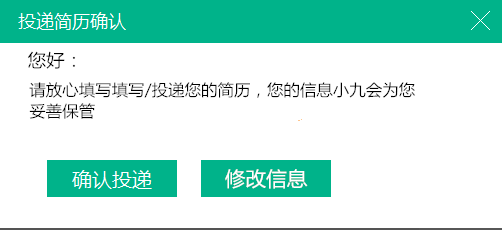 投递简历确认
您好：
请放心填写填写/投递您的简历，您的信息小九会为您
妥善保管
确认投递
修改信息